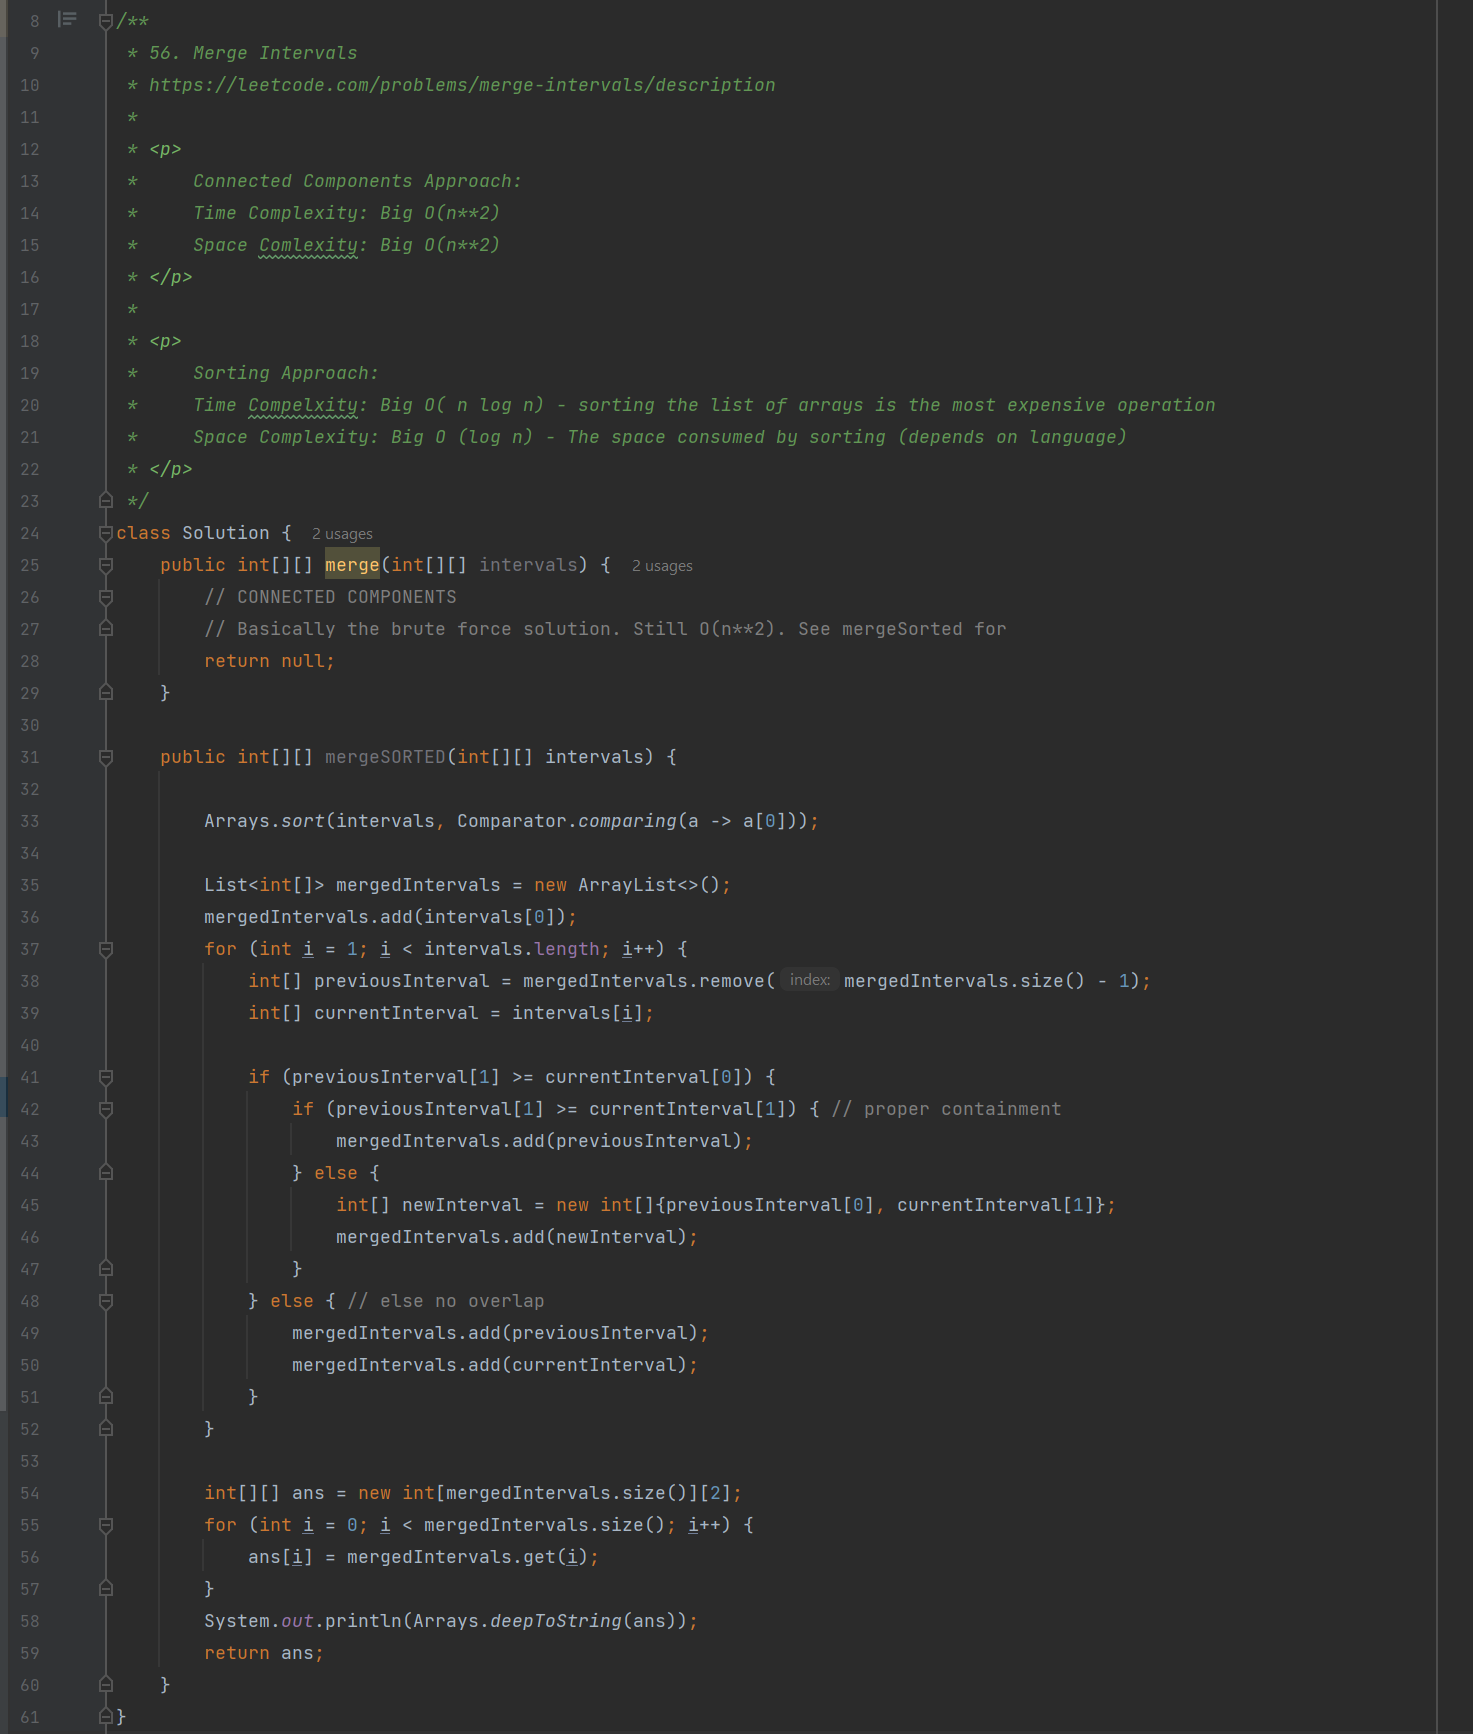 8 /**
9  * 56. Merge Intervals
10  * https://leetcode.com/problems/merge-intervals/description
11  *
12  * <p>
13  *     Connected Components Approach:
14  *     Time Complexity: Big O(n**2)
15  *     Space Comlexity: Big O(n**2)
16  * </p>
17  *
18  * <p>
19  *     Sorting Approach:
20  *     Time Compelxity: Big O( n log n) - sorting the list of arrays is the most expensive operation
21  *     Space Complexity: Big O (log n) - The space consumed by sorting (depends on language)
22  * </p>
23  */
24 class Solution {  2 usages
25     public int[][] merge(int[][] intervals) {  2 usages
26         // CONNECTED COMPONENTS
27         // Basically the brute force solution. Still O(n**2). See mergeSorted for
28         return null;
29     }
30
31     public int[][] mergeSORTED(int[][] intervals) {
32
33         Arrays.sort(intervals, Comparator.comparing(a -> a[0]));
34
35         List<int[]> mergedIntervals = new ArrayList<>();
36         mergedIntervals.add(intervals[0]);
37         for (int i = 1; i < intervals.length; i++) {
38             int[] previousInterval = mergedIntervals.remove( index: mergedIntervals.size() - 1);
39             int[] currentInterval = intervals[i];
40
41             if (previousInterval[1] >= currentInterval[0]) {
42                 if (previousInterval[1] >= currentInterval[1]) { // proper containment
43                     mergedIntervals.add(previousInterval);
44                 } else {
45                     int[] newInterval = new int[]{previousInterval[0], currentInterval[1]};
46                     mergedIntervals.add(newInterval);
47                 }
48             } else { // else no overlap
49                 mergedIntervals.add(previousInterval);
50                 mergedIntervals.add(currentInterval);
51             }
52         }
53
54         int[][] ans = new int[mergedIntervals.size()][2];
55         for (int i = 0; i < mergedIntervals.size(); i++) {
56             ans[i] = mergedIntervals.get(i);
57         }
58         System.out.println(Arrays.deepToString(ans));
59         return ans;
60     }
61 }